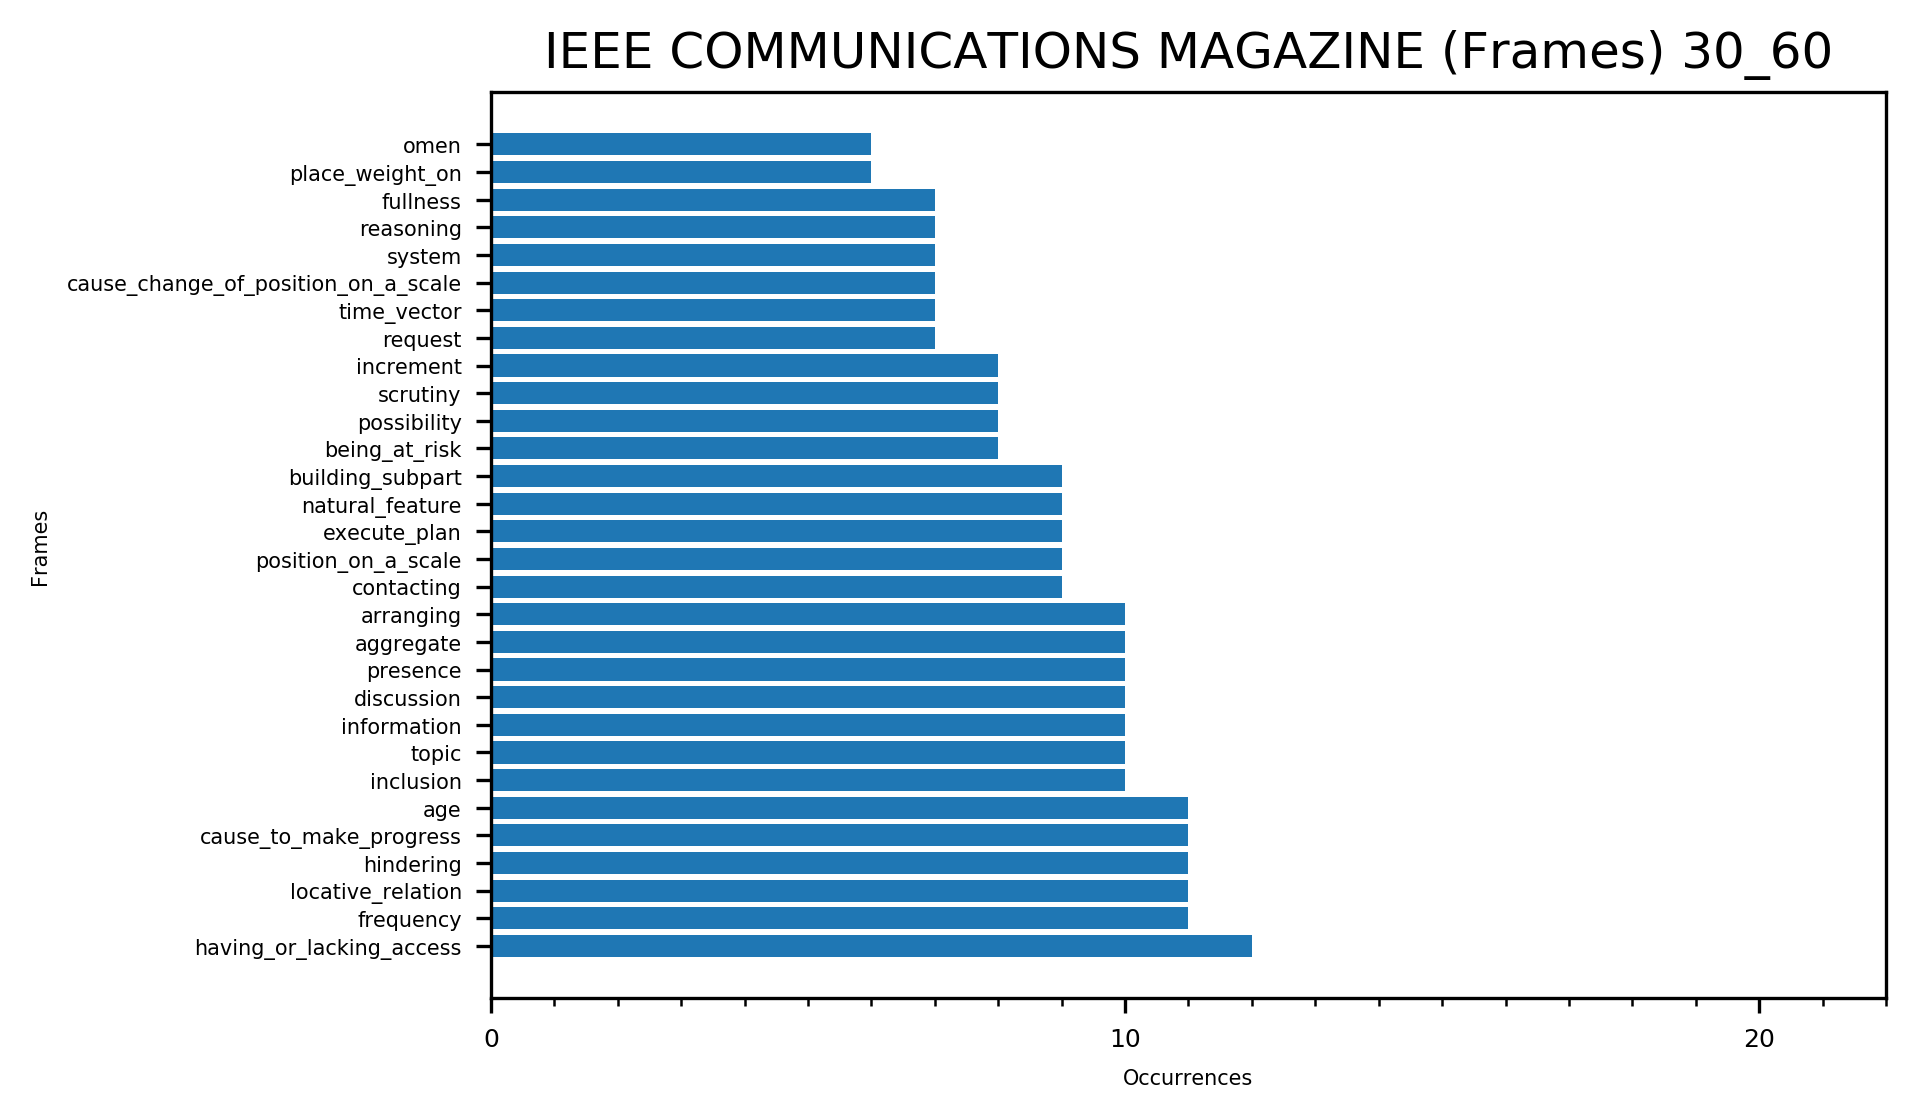 IEEE COMMUNICATIONS MAGAZINE (Frames) 30_60
omen
place_weight_on
fullness
reasoning
system
cause_change_of_position_on_a_scale
time_vector
request
increment
scrutiny
possibility
being_at_risk
building_subpart
natural_feature
execute_plan
position_on_a_scale
contacting
arranging
aggregate
presence
discussion
information
topic
inclusion
age
cause_to_make_progress
hindering
locative_relation
frequency
having_or_lacking_access
Frames
0 10 20
Occurrences